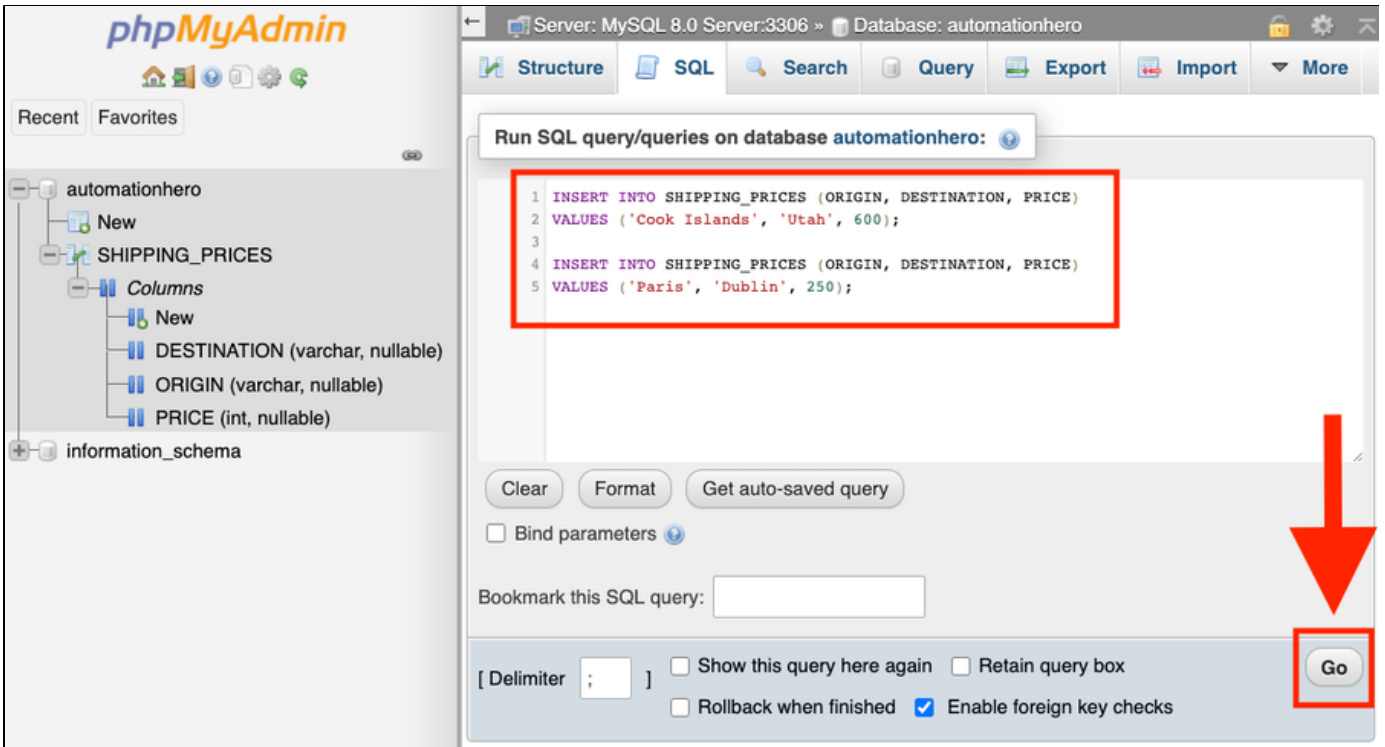 phpMyAdmin
Recent Favorites
automationhero
New
SHIPPING_PRICES
Columns
New
DESTINATION (varchar, nullable)
ORIGIN (varchar, nullable)
PRICE (int, nullable)
information_schema
Server: MySQL 8.0 Server:3306 » Database: automationhero
Structure SQL Search Query Export Import More
Run SQL query/queries on database automationhero:
1 INSERT INTO SHIPPING_PRICES (ORIGIN, DESTINATION, PRICE)
2 VALUES ('Cook Islands', 'Utah', 600);
3
4 INSERT INTO SHIPPING_PRICES (ORIGIN, DESTINATION, PRICE)
5 VALUES ('Paris', 'Dublin', 250);
Clear Format Get auto-saved query
Bind parameters
Bookmark this SQL query:
[ Delimiter ; ] Show this query here again Retain query box
Rollback when finished Enable foreign key checks
Go